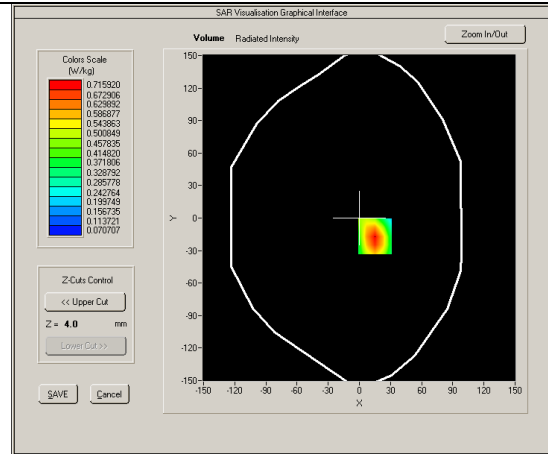 SAR Visualisation Graphical Interface
Volume Radiated Intensity
Zoom In/Out
Colors Scale
(W/kg)
0.715920
0.672906
0.629892
0.586877
0.543863
0.500849
0.457835
0.414820
0.371806
0.328792
0.285778
0.242764
0.199749
0.156735
0.113721
0.070707
Z-Cuts Control
<< Upper Cut
Z = 4.0 mm
Lower Cut >>
SAVE Cancel
150
120
90
60
30
0
-30
-60
-90
-120
-150
Y
-150 -120 -90 -60 -30 0 30 60 90 120 150
X